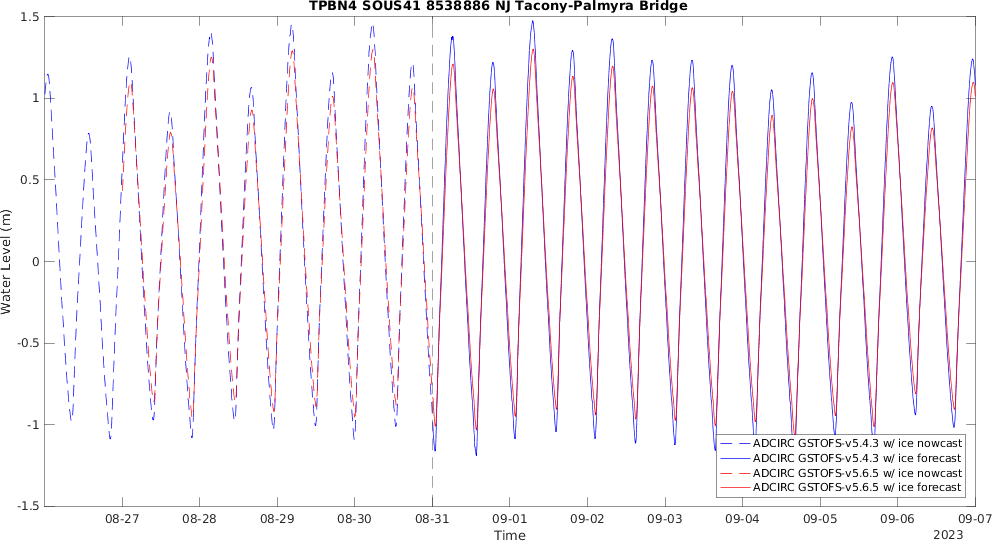 TPBN4 SOUS41 8538886 NJ Tacony-Palmyra Bridge
1.5
1
0.5
0
-0.5
-1
-1.5
Water Level (m)
08-27 08-28 08-29 08-30 08-31 09-01 09-02 09-03 09-04 09-05 09-06 09-07
Time
2023
ADCIRC GSTOFS-v5.4.3 w/ ice nowcast
ADCIRC GSTOFS-v5.4.3 w/ ice forecast
ADCIRC GSTOFS-v5.6.5 w/ ice nowcast
ADCIRC GSTOFS-v5.6.5 w/ ice forecast